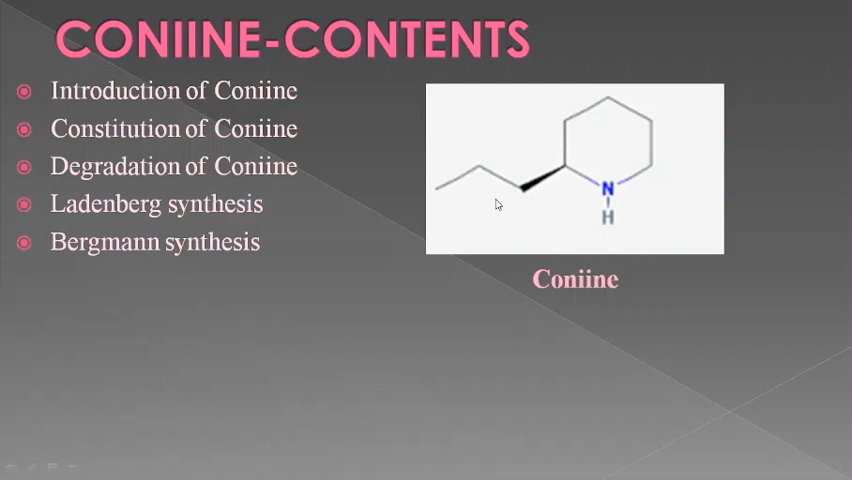 CONIINE-CONTENTS
Introduction of Coniine
Constitution of Coniine
Degradation of Coniine
Ladenberg synthesis
Bergmann synthesis
N
H
Coniine